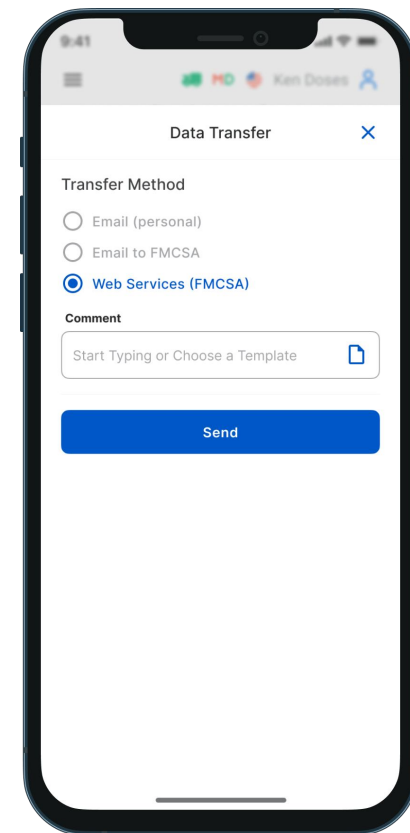 9:41
MD Ken Doses
Data Transfer
Transfer Method
Email (personal)
Email to FMCSA
Web Services (FMCSA)
Comment
Start Typing or Choose a Template
Send